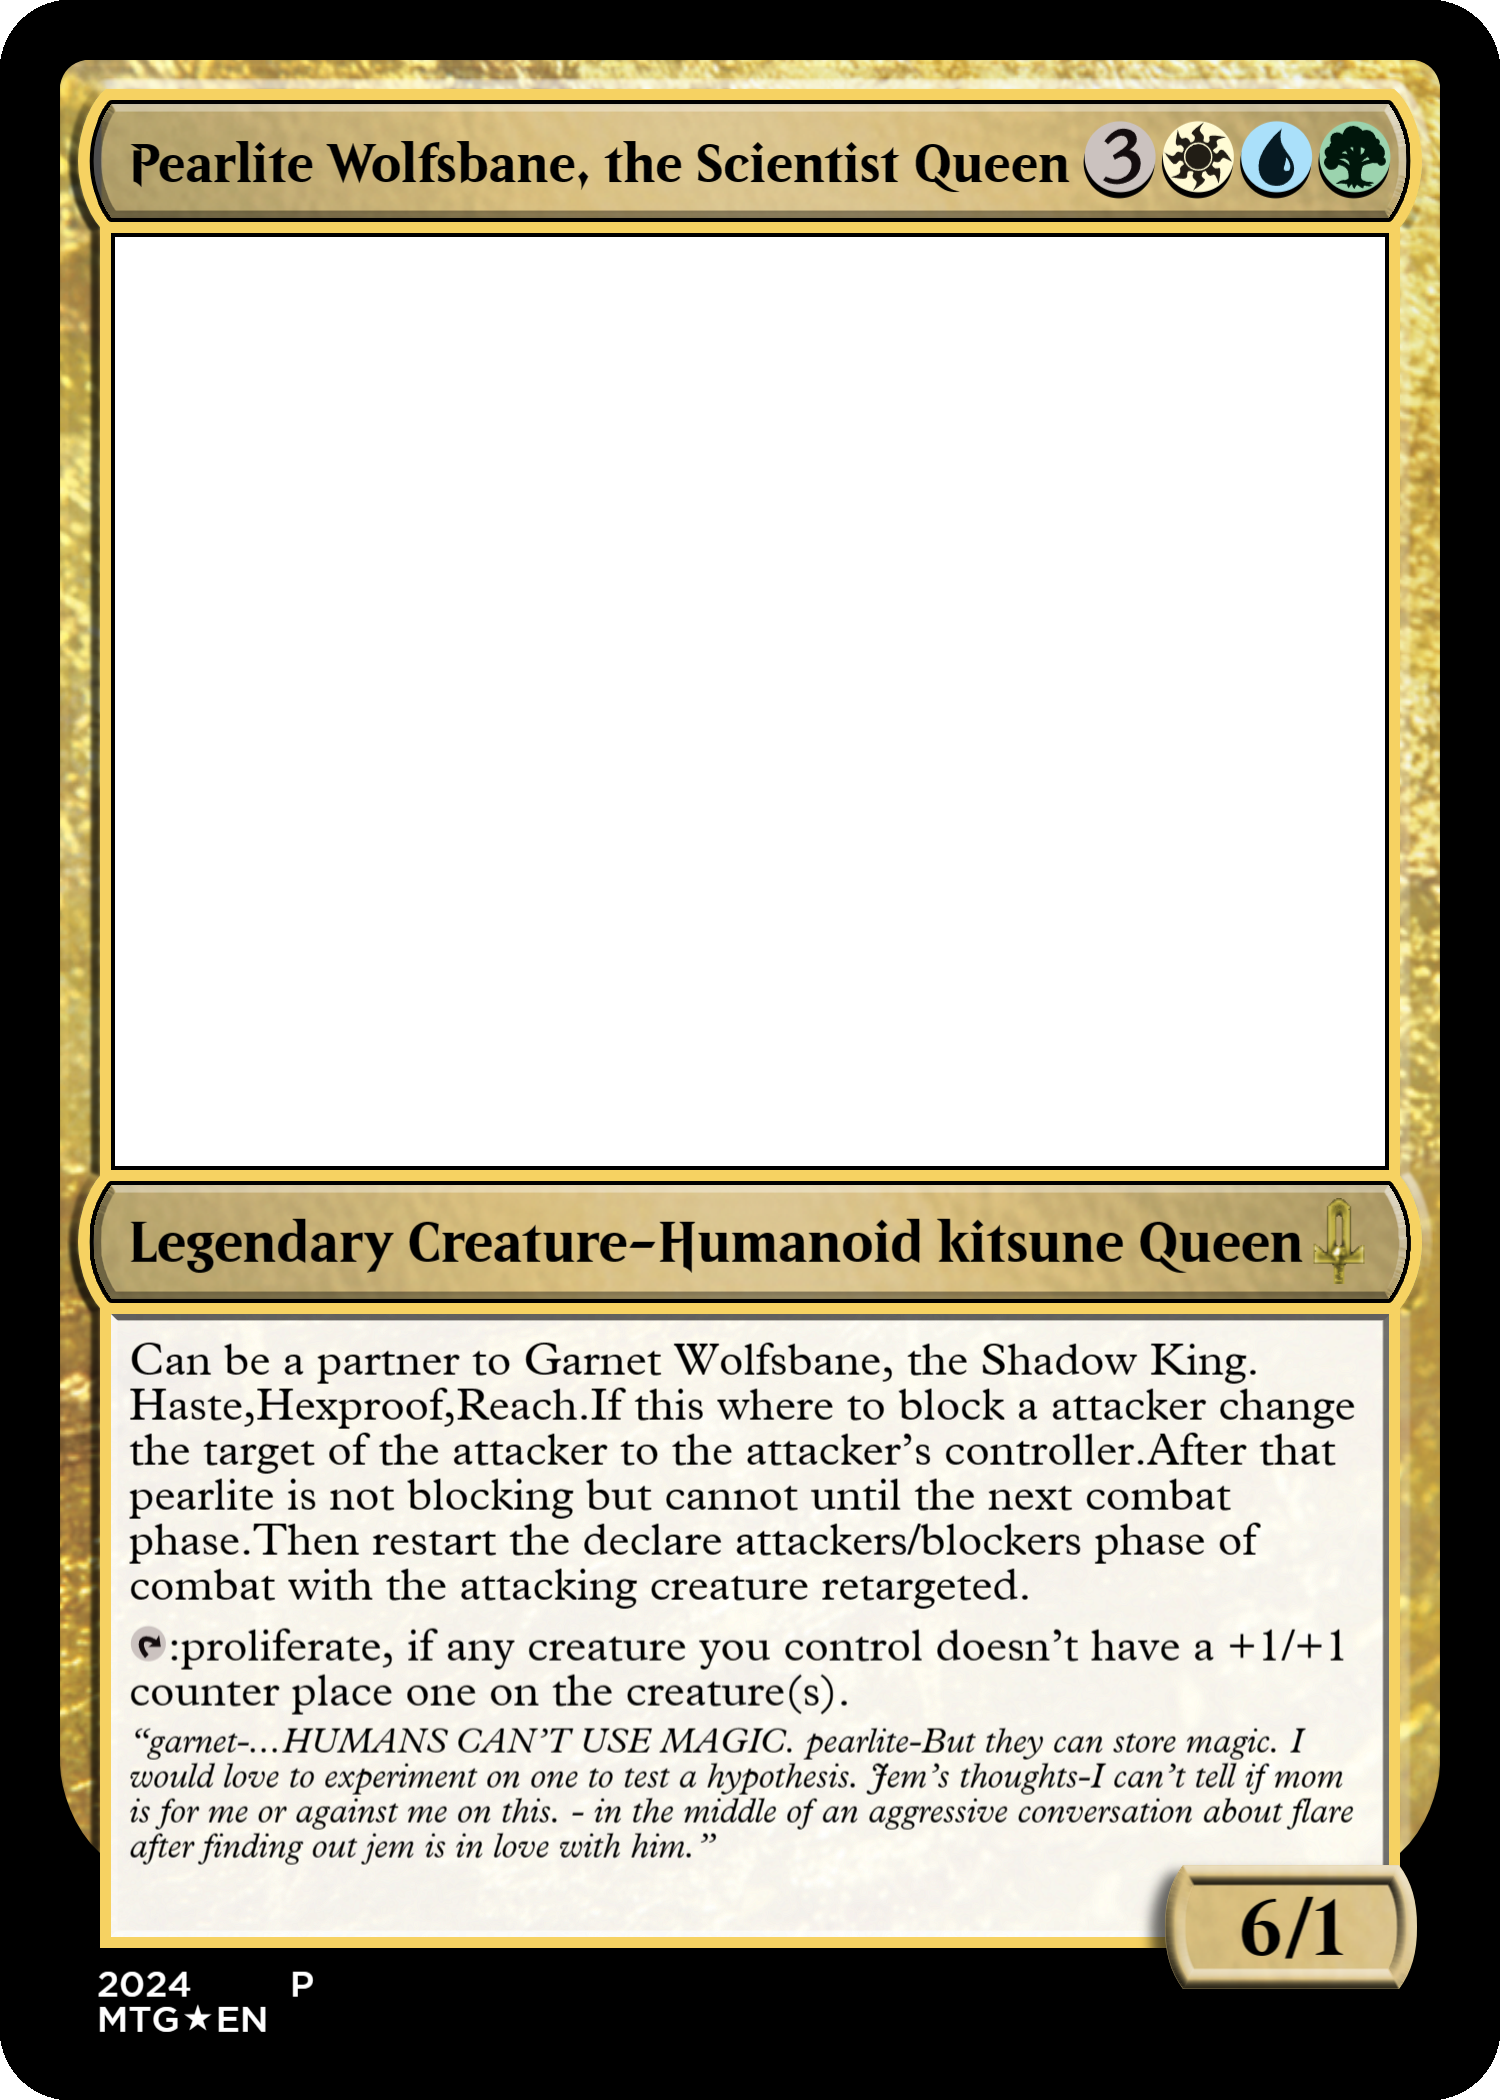 Pearlite Wolfsbane, the Scientist Queen 3
Legendary Creature-Humanoid kitsune Queen
Can be a partner to Garnet Wolfsbane, the Shadow King.
Haste,Hexproof,Reach.If this where to block a attacker change
the target of the attacker to the attacker’s controller.After that
pearlite is not blocking but cannot until the next combat
phase.Then restart the declare attackers/blockers phase of
combat with the attacking creature retargeted.
:proliferate, if any creature you control doesn’t have a +1/+1
counter place one on the creature(s).
“garnet-...HUMANS CAN’T USE MAGIC. pearlite-But they can store magic. I
would love to experiment on one to test a hypothesis. Jem’s thoughts-I can’t tell if mom
is for me or against me on this. - in the middle of an aggressive conversation about flare
after finding out jem is in love with him.”
6/1
2024 P
MTG★EN